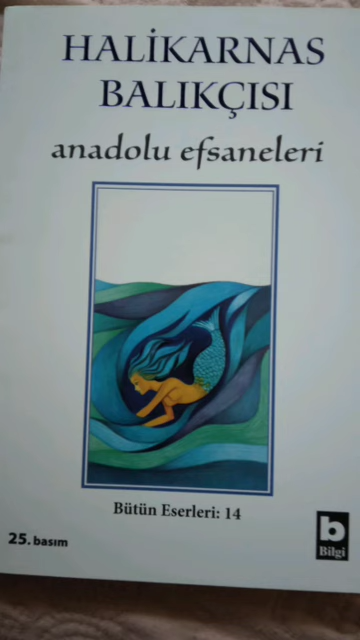 HALİKARNAS
BALIKÇISI
anadolu efsaneleri
Bütün Eserleri: 14
25. basım
b
Bilgi